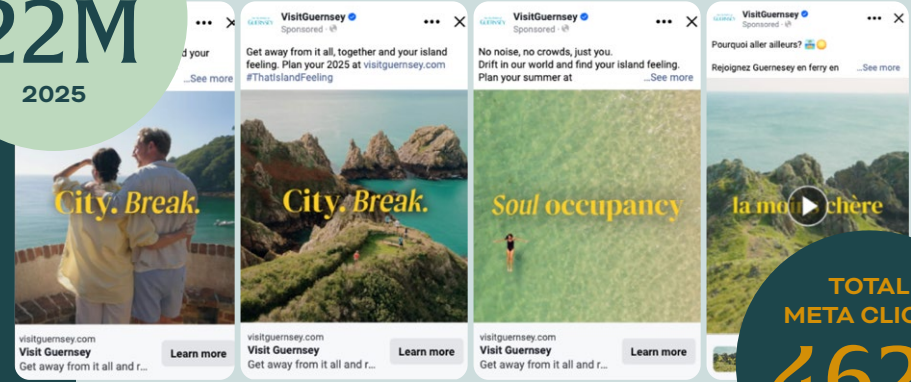 22M
2025
d your
...See more
City. Break.
visitguernsey.com
Visit Guernsey
Get away from it all and r...
Learn more
VisitGuernsey
Sponsored ·
Get away from it all, together and your island
feeling. Plan your 2025 at visitguernsey.com
#ThatIslandFeeling
City. Break.
visitguernsey.com
Visit Guernsey
Get away from it all and r...
Learn more
VisitGuernsey
Sponsored ·
No noise, no crowds, just you.
Drift in our world and find your island feeling.
Plan your summer at ...See more
Soul occupancy
visitguernsey.com
Visit Guernsey
Get away from it all and r...
Learn more
VisitGuernsey
Sponsored ·
Pourquoi aller ailleurs?
Rejoignez Guernesey en ferry en ...See more
la chère
TOTAL
META CLIC
262